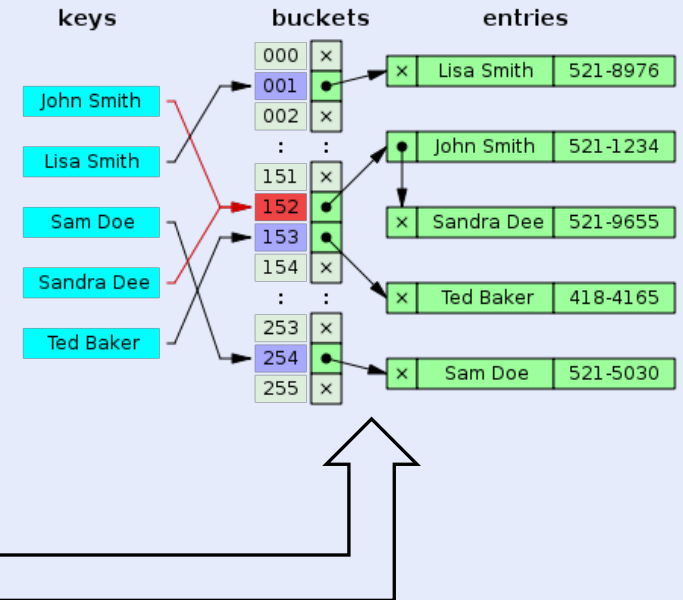 keys buckets entries
000 ×
× Lisa Smith 521-8976
001
John Smith
002 ×
: :
John Smith 521-1234
Lisa Smith
151 ×
152
Sam Doe
× Sandra Dee 521-9655
153
154 ×
Sandra Dee
: :
× Ted Baker 418-4165
253 ×
Ted Baker
254
× Sam Doe 521-5030
255 ×